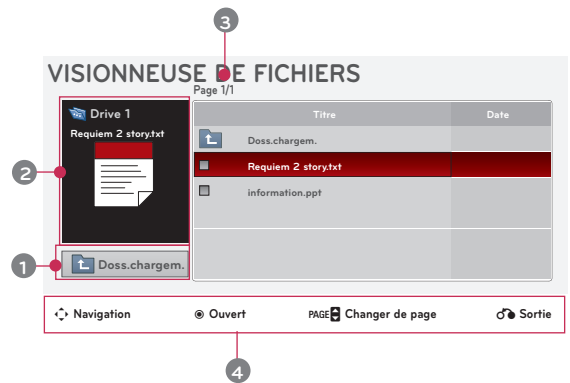 3
VISIONNEUSE DE FICHIERS
Page 1/1
Drive 1
Requiem 2 story.txt
Titre Date
Doss.chargem.
Requiem 2 story.txt
information.ppt
2
1
Doss.chargem.
Navigation Ouvert PAGE Changer de page Sortie
4